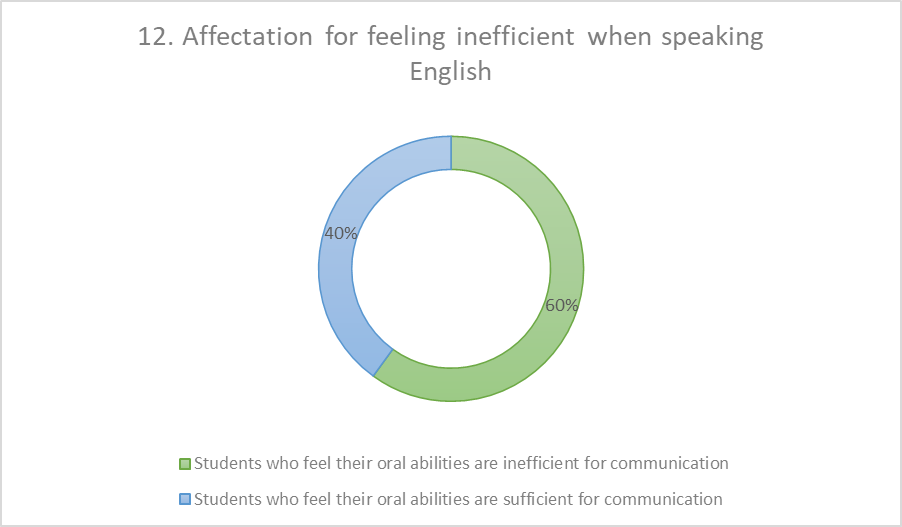 12. Affectation for feeling inefficient when speaking
English
40%
60%
Students who feel their oral abilities are inefficient for communication
Students who feel their oral abilities are sufficient for communication